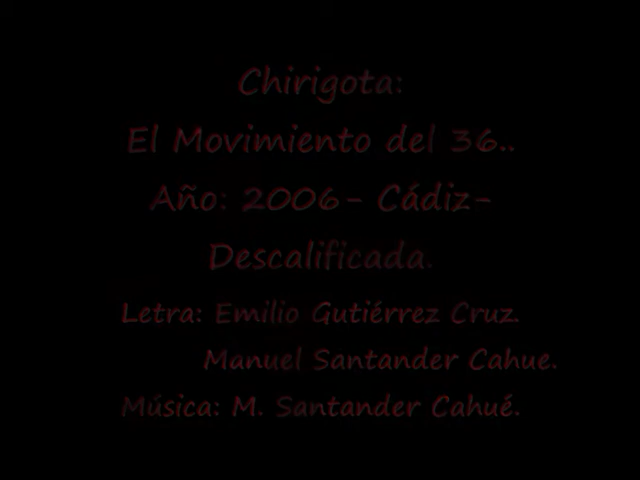 Chirigota:
El Movimiento del 36..
Año: 2006- Cádiz-
Descalificada.
Letra: Emilio Gutiérrez Cruz.
Manuel Santander Cahue.
Música: M. Santander Cahué.